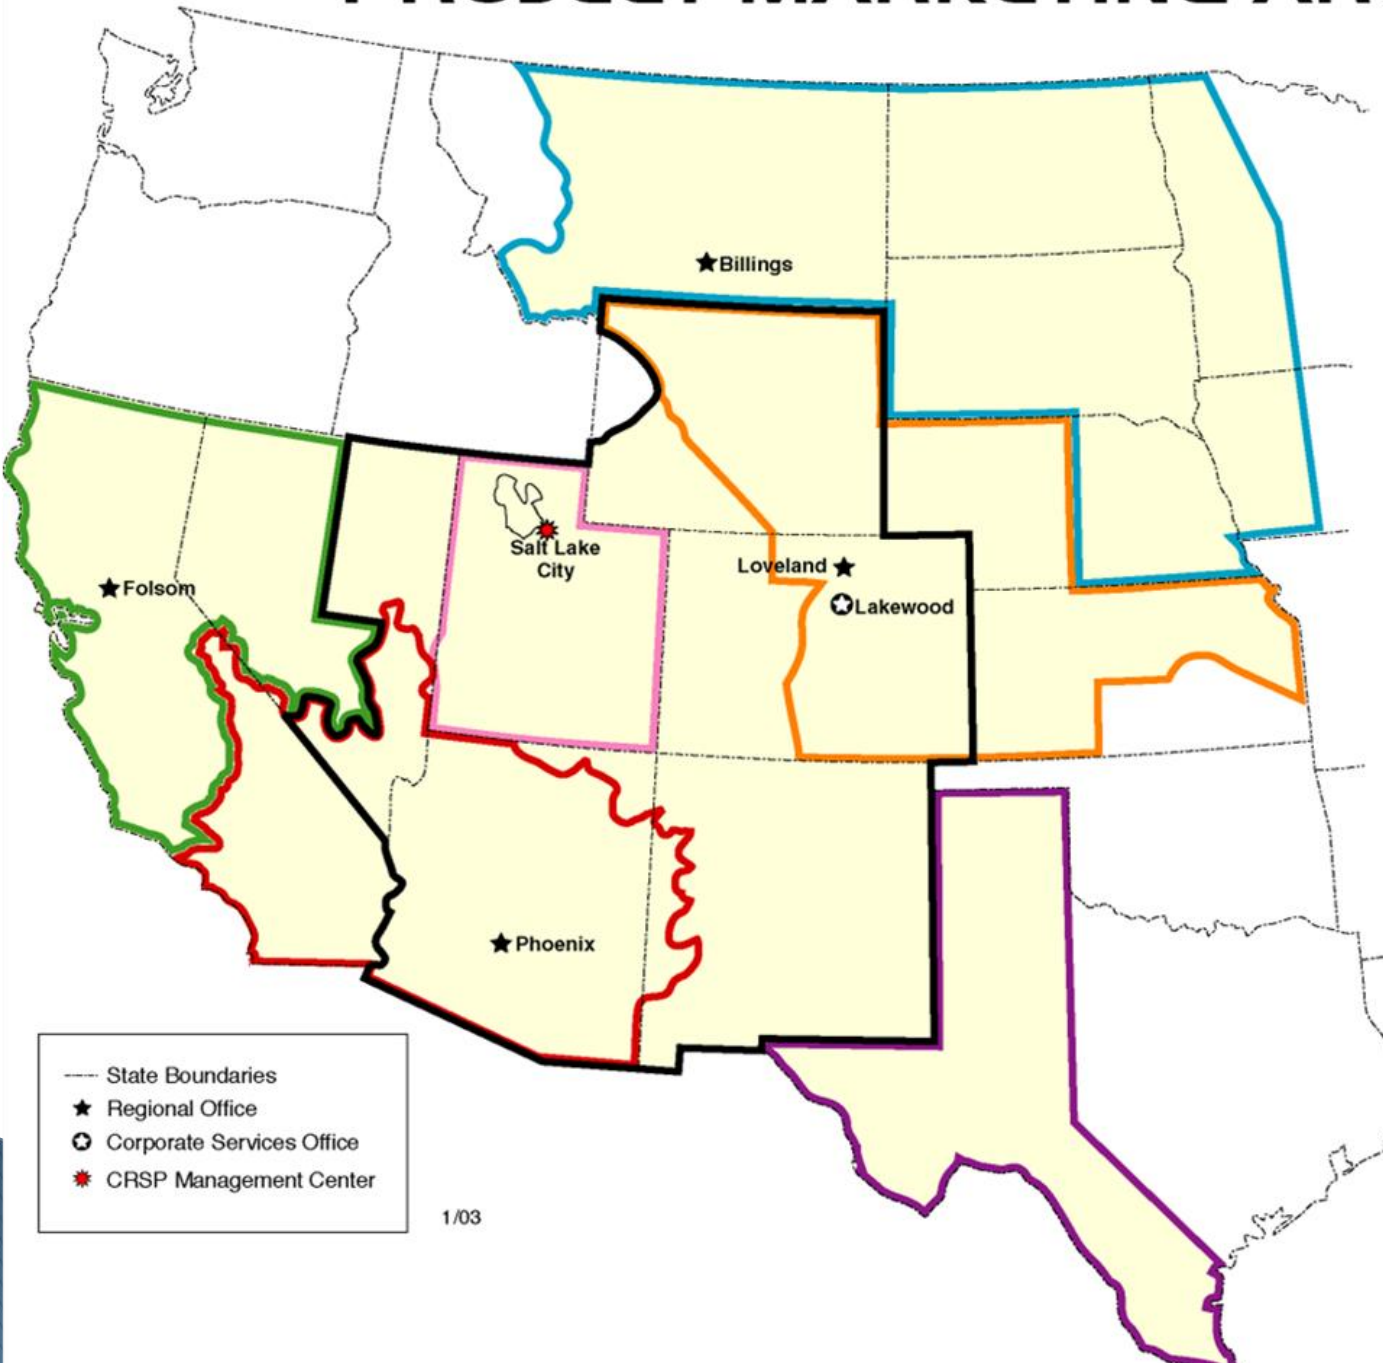 Billings
Salt Lake
City
Loveland
Lakewood
Folsom
Phoenix
State Boundaries
Regional Office
Corporate Services Office
CRSP Management Center
1/03